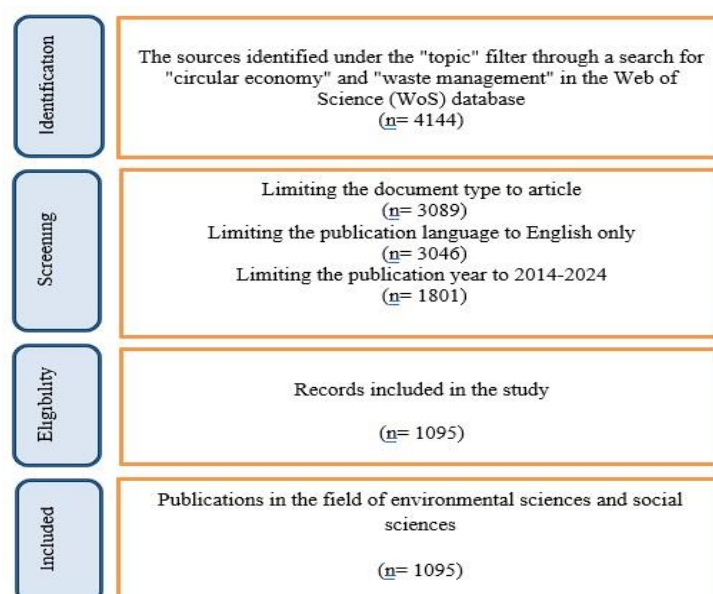 Identification
The sources identified under the "topic" filter through a search for
"circular economy" and "waste management" in the Web of
Science (WoS) database
(n= 4144)
Screening
Limiting the document type to article
(n= 3089)
Limiting the publication language to English only
(n= 3046)
Limiting the publication year to 2014-2024
(n= 1801)
Eligibility
Records included in the study
(n= 1095)
Included
Publications in the field of environmental sciences and social
sciences
(n= 1095)